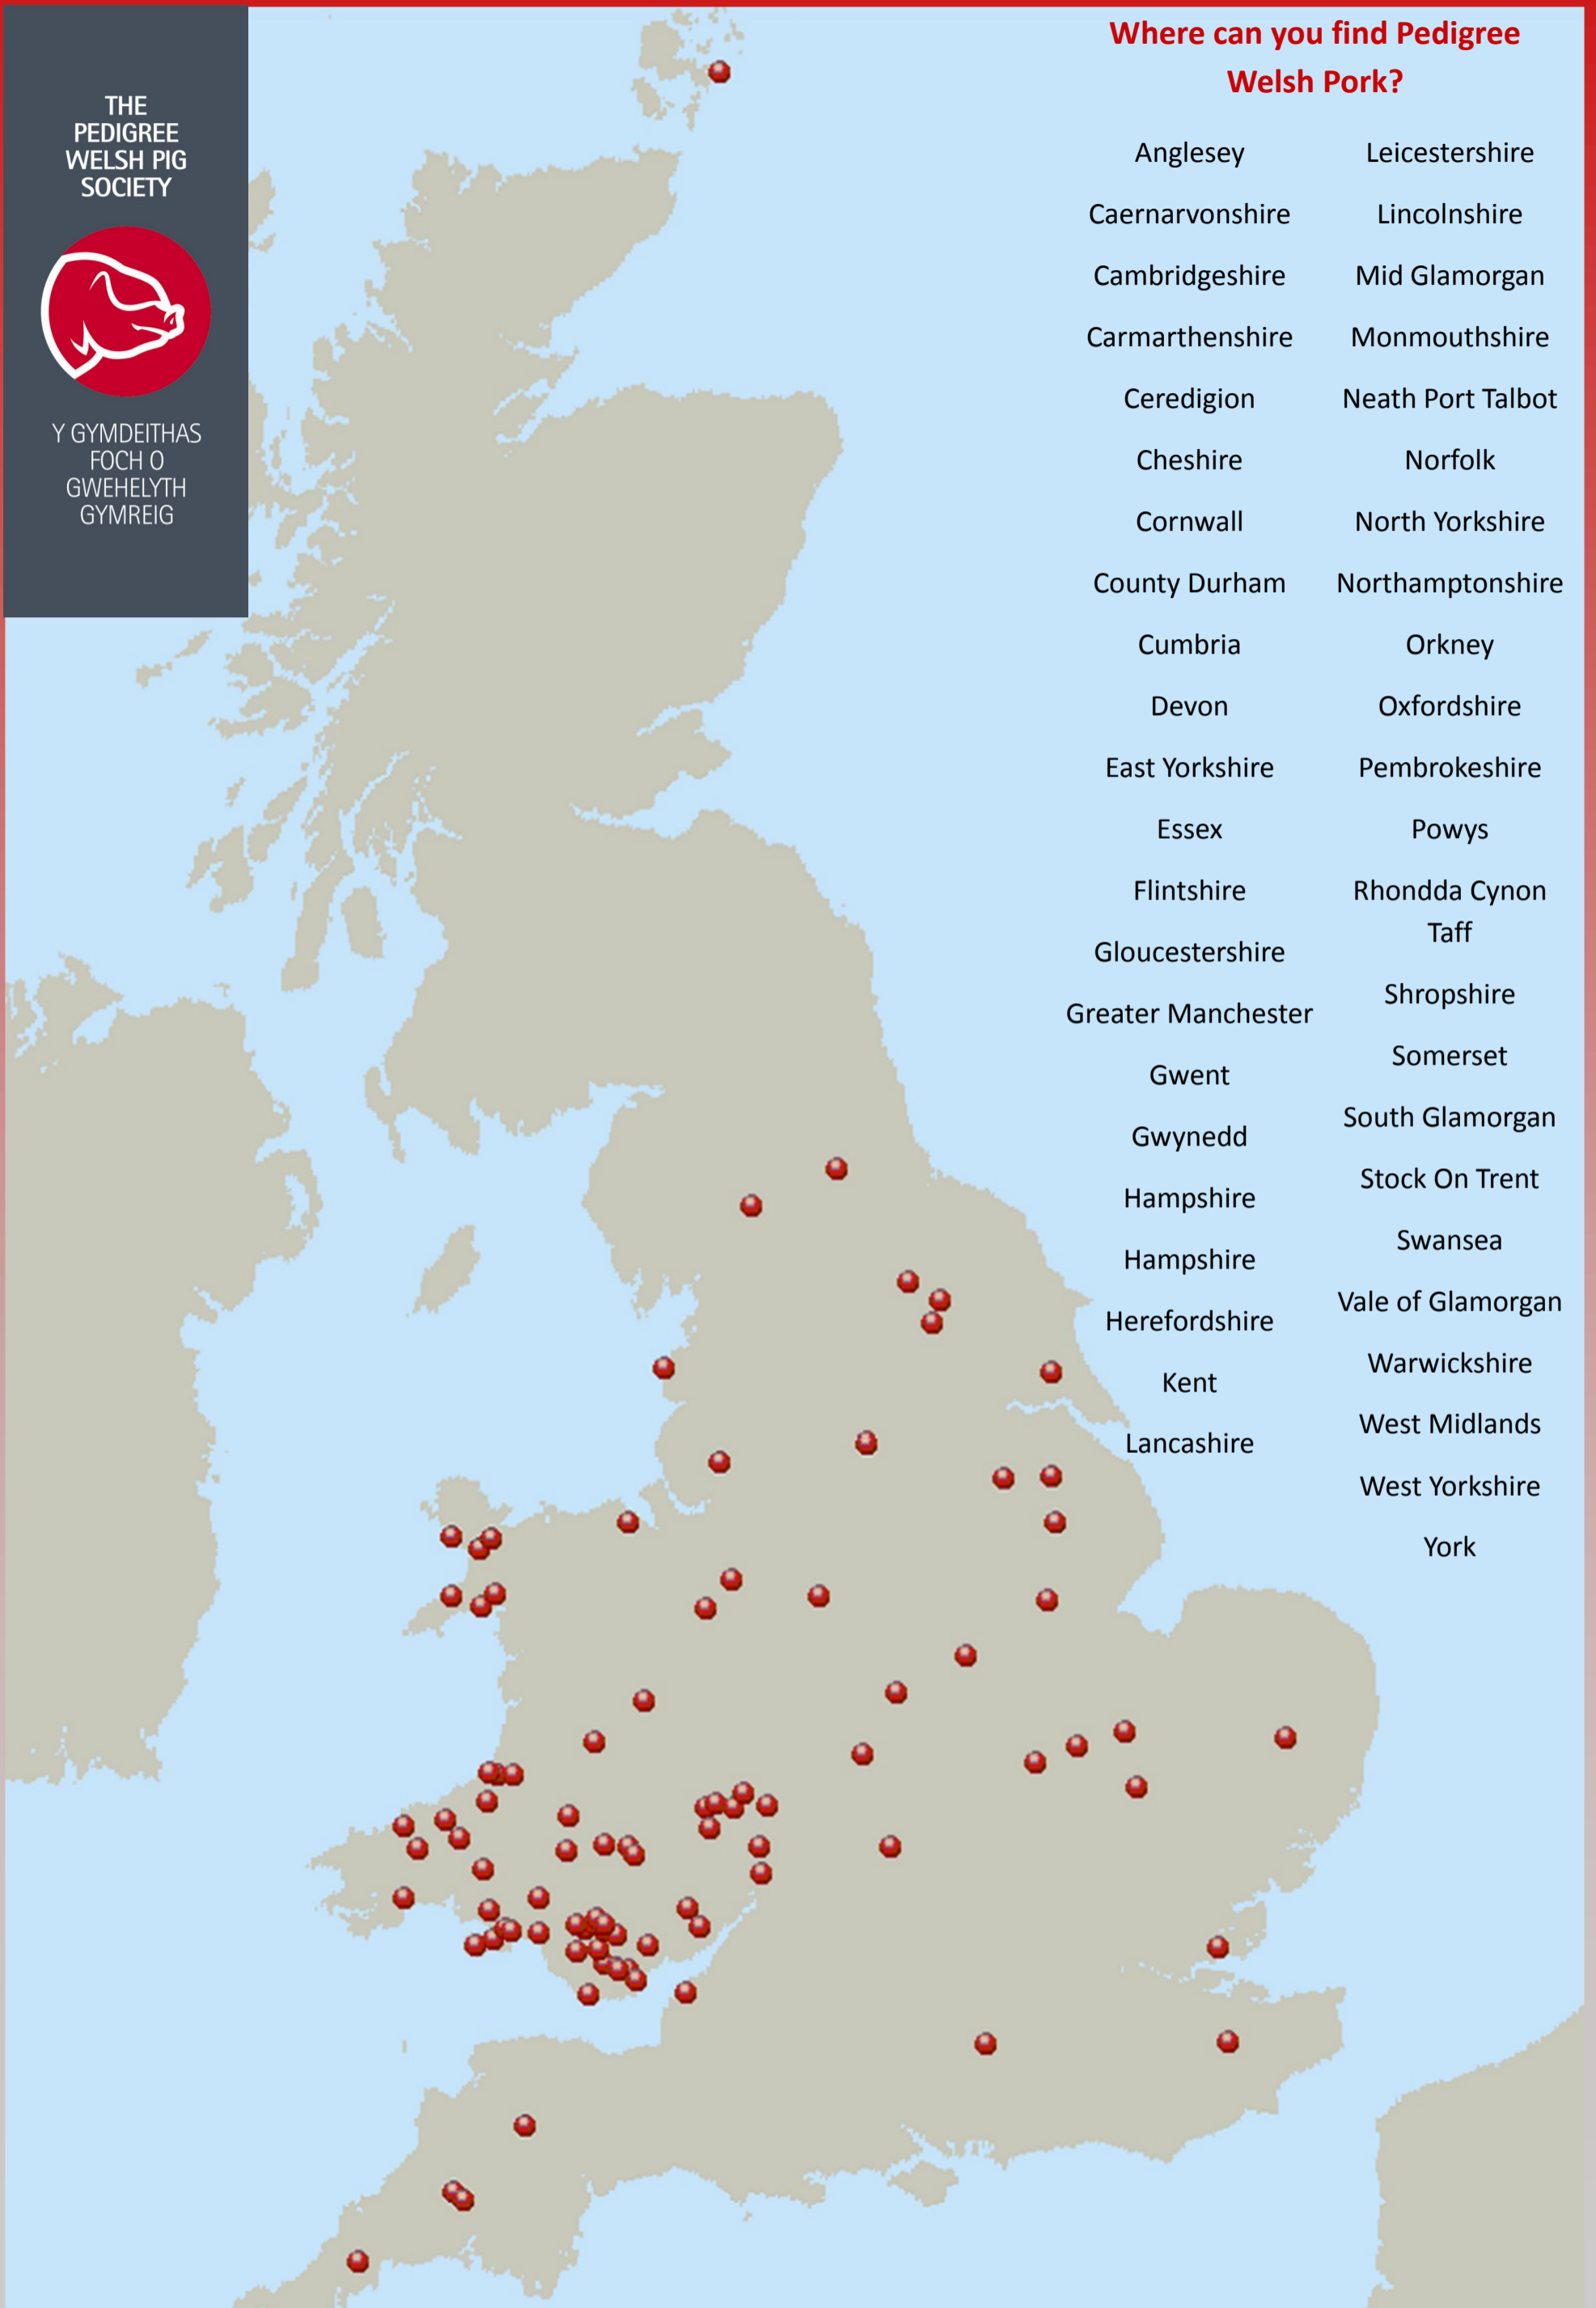 THE
PEDIGREE
WELSH PIG
SOCIETY
Y GYMDEITHAS
FOCH O
GWEHELYTH
GYMREIG
Where can you find Pedigree
Welsh Pork?
Anglesey
Caernarvonshire
Cambridgeshire
Carmarthenshire
Ceredigion
Cheshire
Cornwall
County Durham
Cumbria
Devon
East Yorkshire
Essex
Flintshire
Gloucestershire
Greater Manchester
Gwent
Gwynedd
Hampshire
Hampshire
Herefordshire
Kent
Lancashire
Leicestershire
Lincolnshire
Mid Glamorgan
Monmouthshire
Neath Port Talbot
Norfolk
North Yorkshire
Northamptonshire
Orkney
Oxfordshire
Pembrokeshire
Powys
Rhondda Cynon
Taff
Shropshire
Somerset
South Glamorgan
Stock On Trent
Swansea
Vale of Glamorgan
Warwickshire
West Midlands
West Yorkshire
York